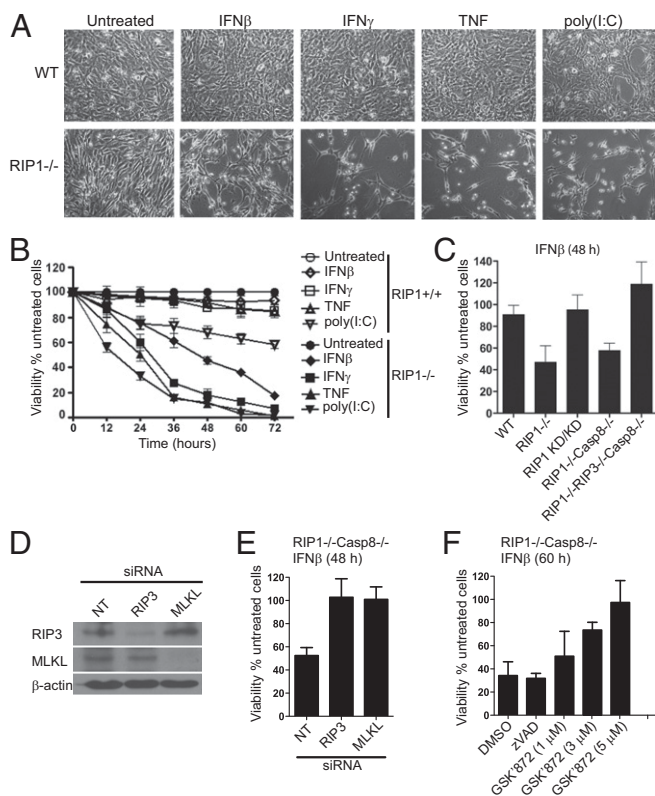 A
Untreated IFNβ IFNγ TNF poly(I:C)
WT
RIP1-/-
B
Viability % untreated cells
120
100
80
60
40
20
0
0 12 24 36 48 60 72
Time (hours)
Untreated
IFNβ
IFNγ
TNF
poly(I:C)
RIP1+/+
Untreated
IFNβ
IFNγ
TNF
poly(I:C)
RIP1-/-
C
IFNβ (48 h)
Viability % untreated cells
140
120
100
80
60
40
20
0
WT
RIP1-/-
RIP1 KD/KD
RIP1-/-Casp8-/-
RIP1-/-RIP3-/-Casp8-/-
D
siRNA
NT RIP3 MLKL
RIP3
MLKL
β-actin
E
RIP1-/-Casp8-/-
IFNβ (48 h)
Viability % untreated cells
120
100
80
60
40
20
0
NT RIP3 MLKL
siRNA
F
RIP1-/-Casp8-/-
IFNβ (60 h)
Viability % untreated cells
120
100
80
60
40
20
0
DMSO
zVAD
GSK'872 (1 μM)
GSK'872 (3 μM)
GSK'872 (5 μM)